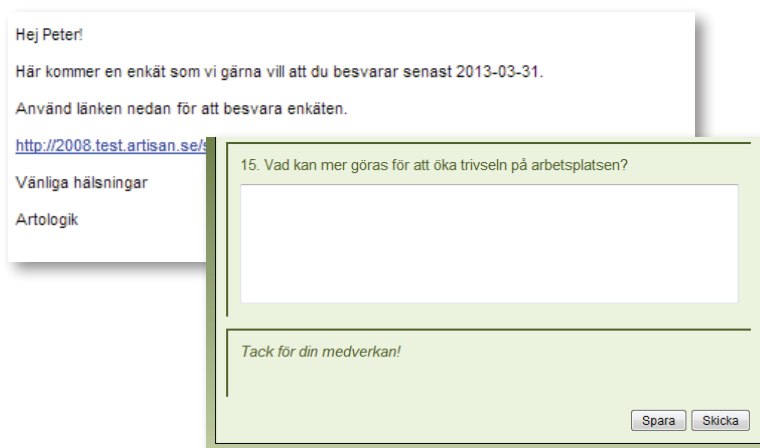 Hej Peter!
Här kommer en enkät som vi gärna vill att du besvarar senast 2013-03-31.
Använd länken nedan för att besvara enkäten.
http://2008.test.artisan.se/s
Vänliga hälsningar
Artologik
15. Vad kan mer göras för att öka trivseln på arbetsplatsen?
Tack för din medverkan!
Spara Skicka